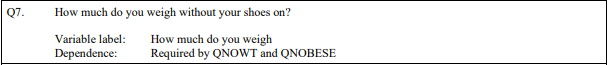 Q7. How much do you weigh without your shoes on?
Variable label: How much do you weigh
Dependence: Required by QNOWT and QNOBESE